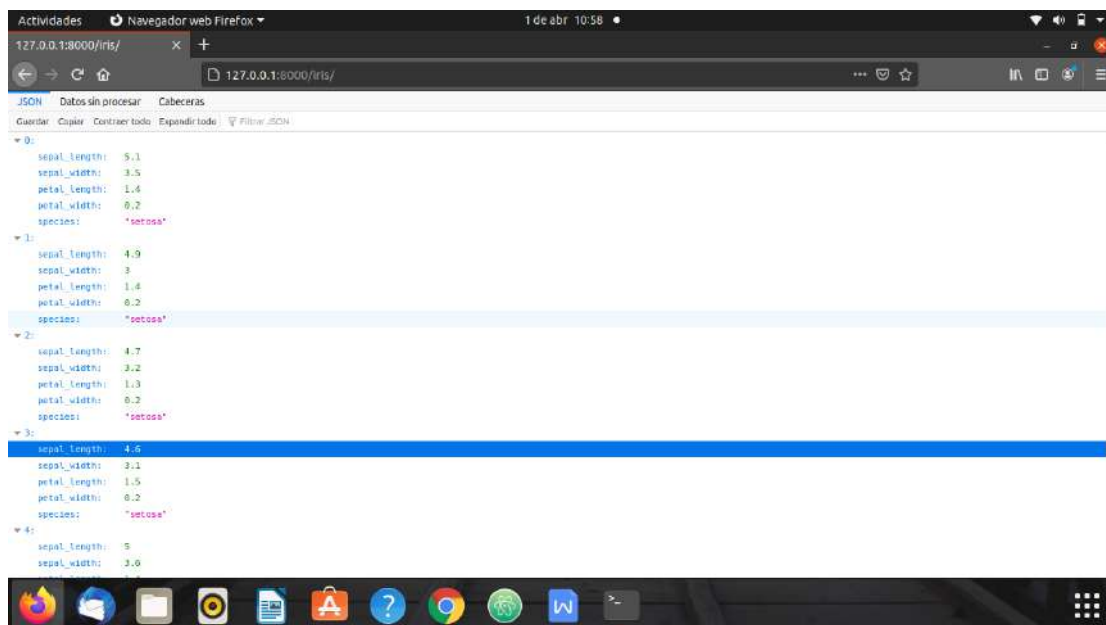 Actividades Navegador web Firefox 1 de abr 10:58
127.0.0.1:8000/iris/
127.0.0.1:8000/iris/
JSON Datos sin procesar Cabeceras
Guardar Copiar Contraer todo Expandir todo Filtrar JSON
0:
sepal_length: 5.1
sepal_width: 3.5
petal_length: 1.4
petal_width: 0.2
species: "setosa"
1:
sepal_length: 4.9
sepal_width: 3
petal_length: 1.4
petal_width: 0.2
species: "setosa"
2:
sepal_length: 4.7
sepal_width: 3.2
petal_length: 1.3
petal_width: 0.2
species: "setosa"
3:
sepal_length: 4.6
sepal_width: 3.1
petal_length: 1.5
petal_width: 0.2
species: "setosa"
4:
sepal_length: 5
sepal_width: 3.6